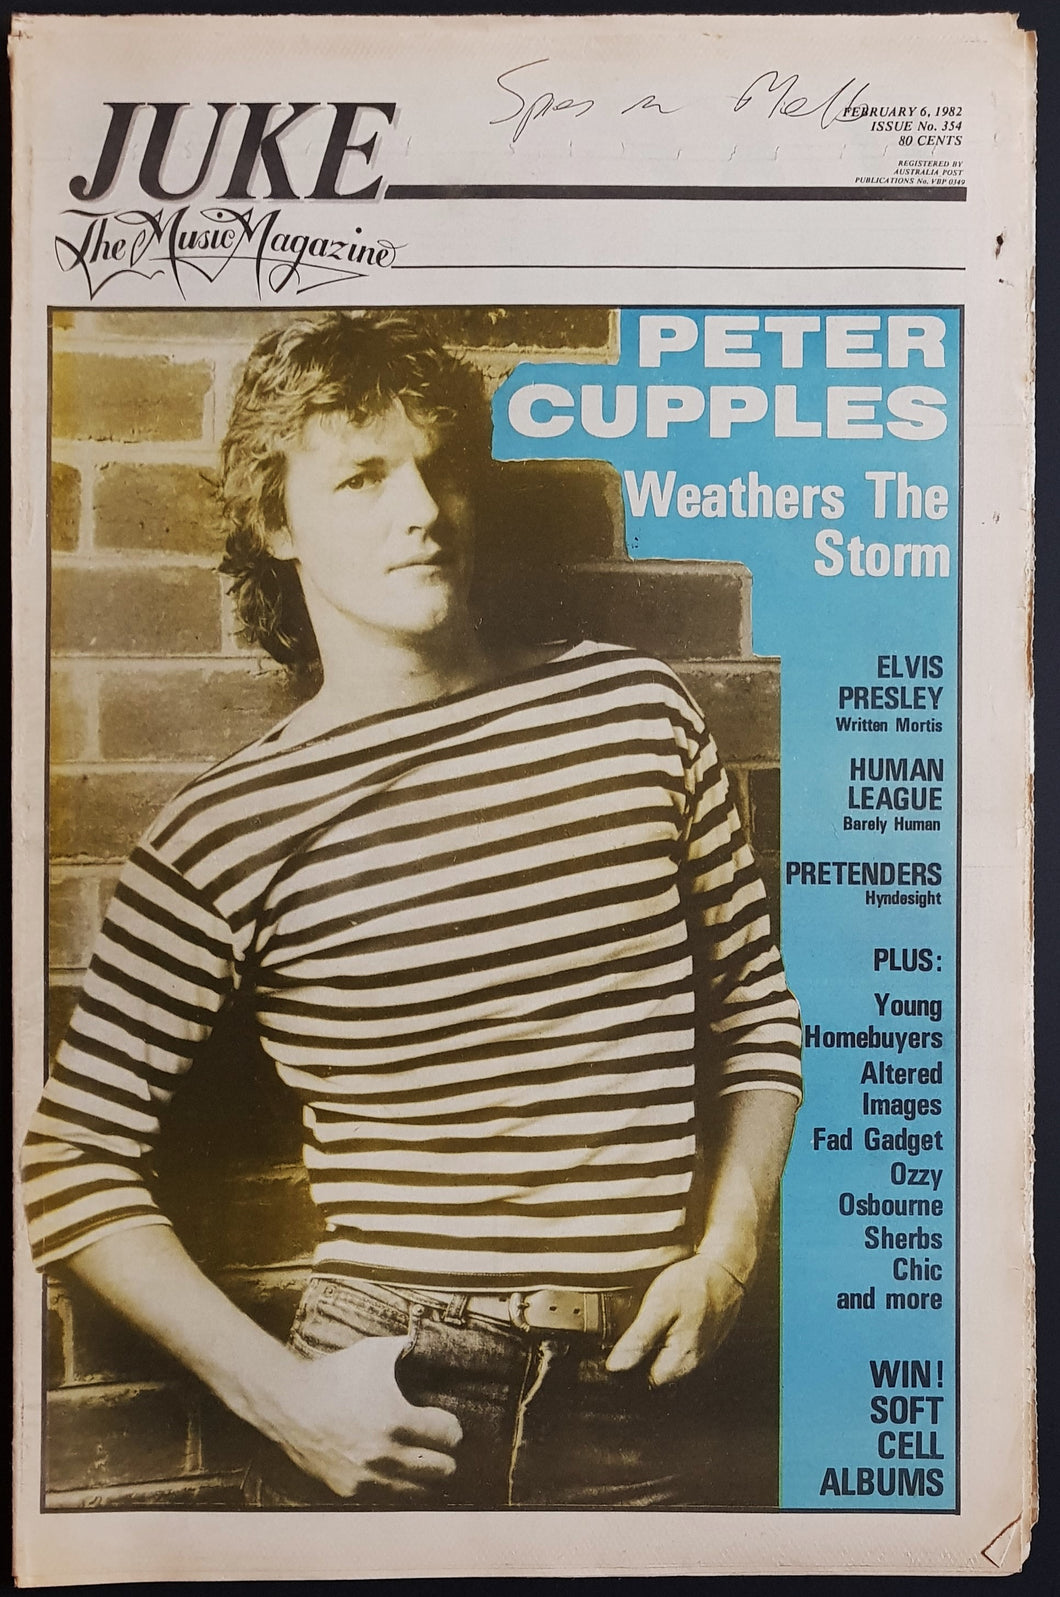 JUKE
The Music Magazine
FEBRUARY 6, 1982
ISSUE No. 354
80 CENTS
REGISTERED BY
AUSTRALIA POST
PUBLICATIONS No. VBP 0349
PETER
CUPPLES
Weathers The
Storm
ELVIS
PRESLEY
Written Mortis
HUMAN
LEAGUE
Barely Human
PRETENDERS
Hyndesight
PLUS:
Young
Homebuyers
Altered
Images
Fad Gadget
Ozzy
Osbourne
Sherbs
Chic
and more
WIN!
SOFT
CELL
ALBUMS